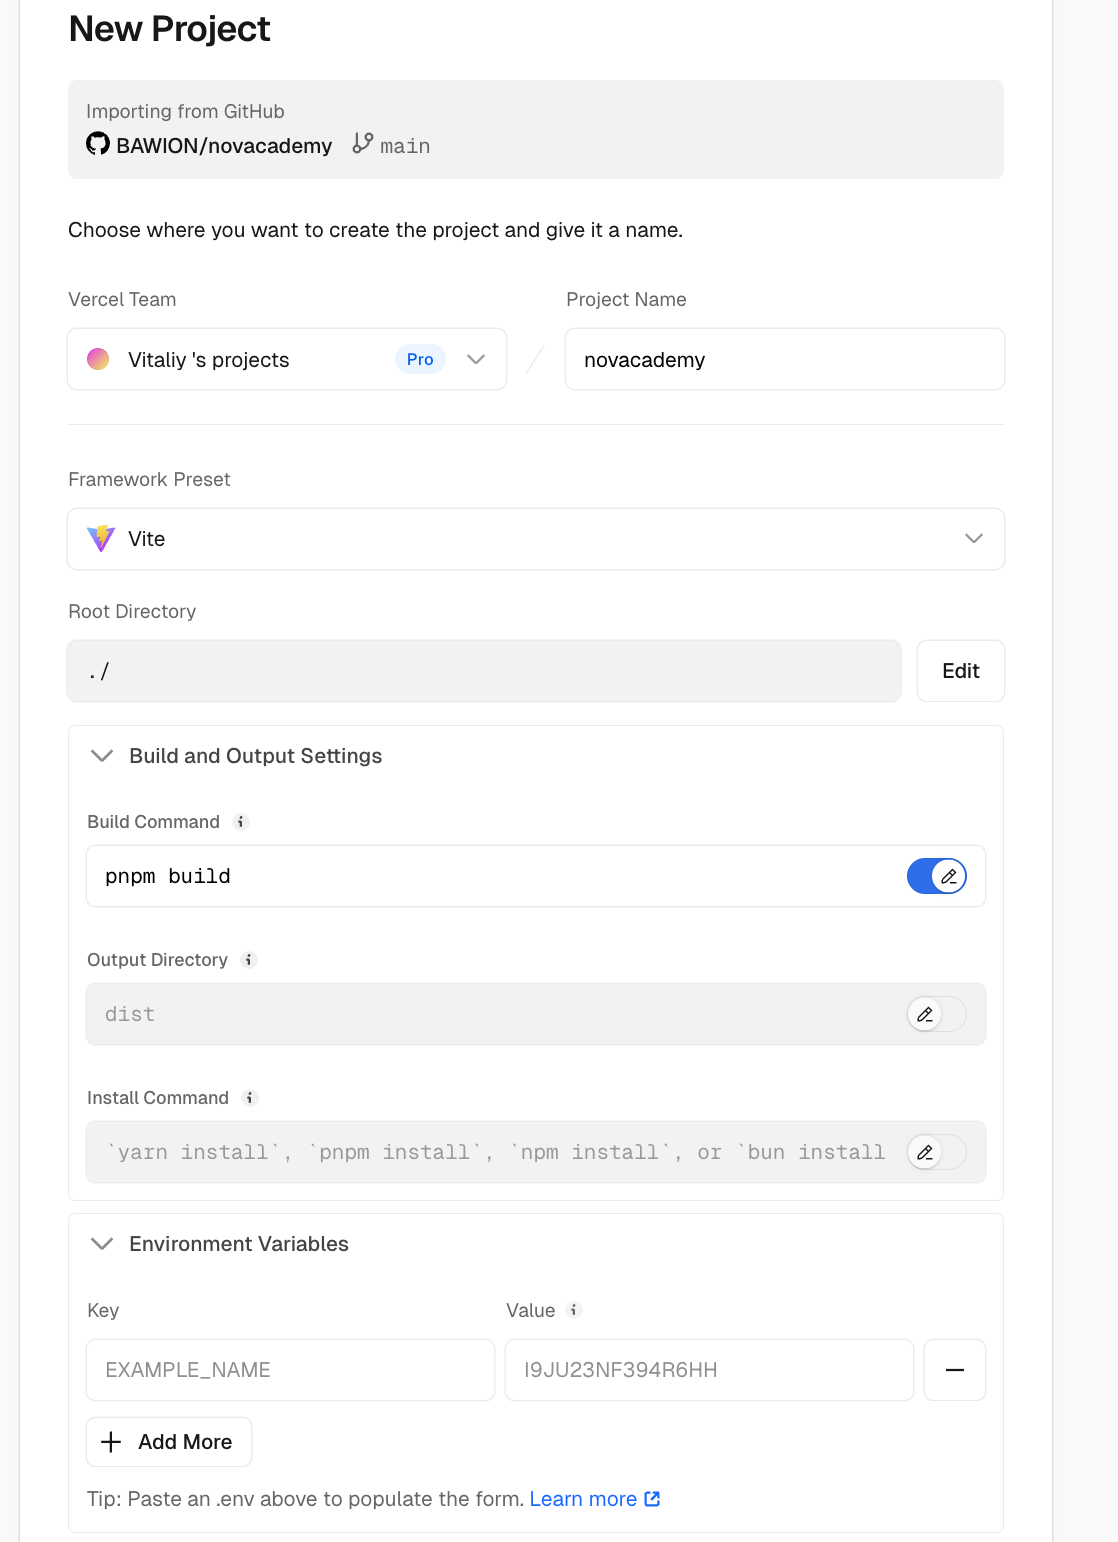 New Project
Importing from GitHub
BAWION/novacademy main
Choose where you want to create the project and give it a name.
Vercel Team
Project Name
Vitaliy 's projects Pro
/
novacademy
Framework Preset
Vite
Root Directory
./
Edit
Build and Output Settings
Build Command
pnpm build
Output Directory
dist
Install Command
`yarn install`, `pnpm install`, `npm install`, or `bun install
Environment Variables
Key
Value
EXAMPLE_NAME
I9JU23NF394R6HH
Add More
Tip: Paste an .env above to populate the form. Learn more